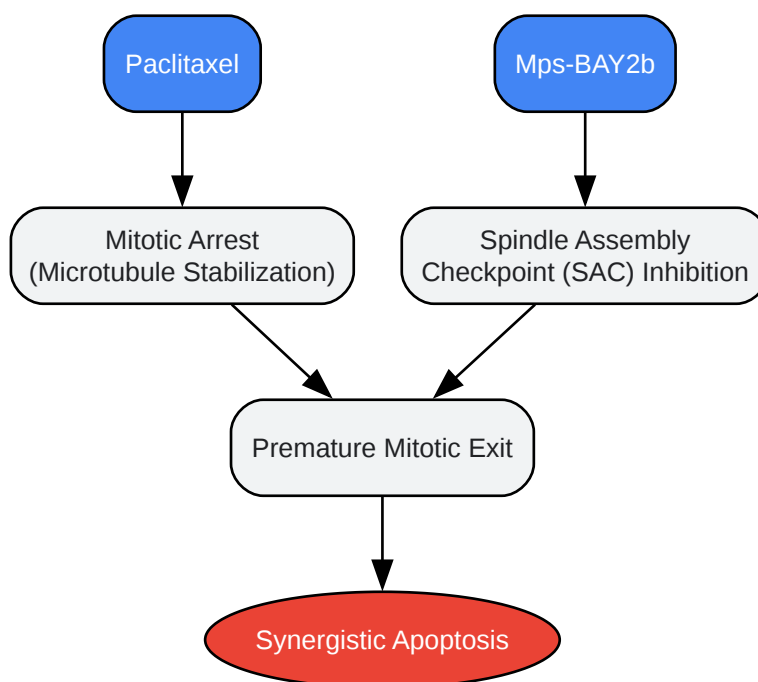 Paclitaxel
Mps-BAY2b
Mitotic Arrest
(Microtubule Stabilization)
Spindle Assembly
Checkpoint (SAC) Inhibition
Premature Mitotic Exit
Synergistic Apoptosis